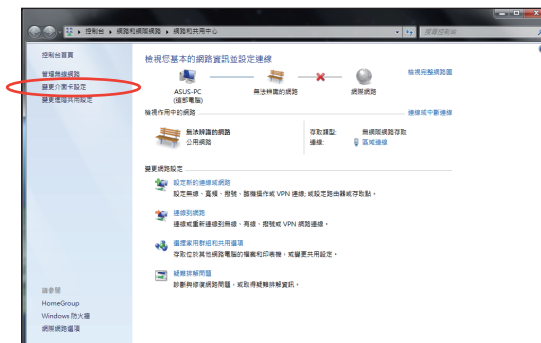 控制台 ▸ 網路和網際網路 ▸ 網路和共用中心
搜尋控制台
控制台首頁
管理無線網路
變更介面卡設定
變更進階共用設定
檢視您基本的網路資訊並設定連線
檢視完整網路圖
ASUS-PC
(這部電腦)
無法辨識的網路
網際網路
檢視作用中的網路
連線或中斷連線
無法辨識的網路
公用網路
存取類型: 無網際網路存取
連線: 區域連線
變更網路設定
設定新的連線或網路
設定無線、寬頻、撥號、臨機操作或 VPN 連線; 或設定路由器或存取點。
連線到網路
連線或重新連線到無線、有線、撥號或 VPN 網路連線。
選擇家用群組和共用選項
存取位於其他網路電腦的檔案和印表機,或變更共用設定。
疑難排解問題
診斷與修復網路問題,或取得疑難排解資訊。
請參閱
HomeGroup
Windows 防火牆
網際網路選項